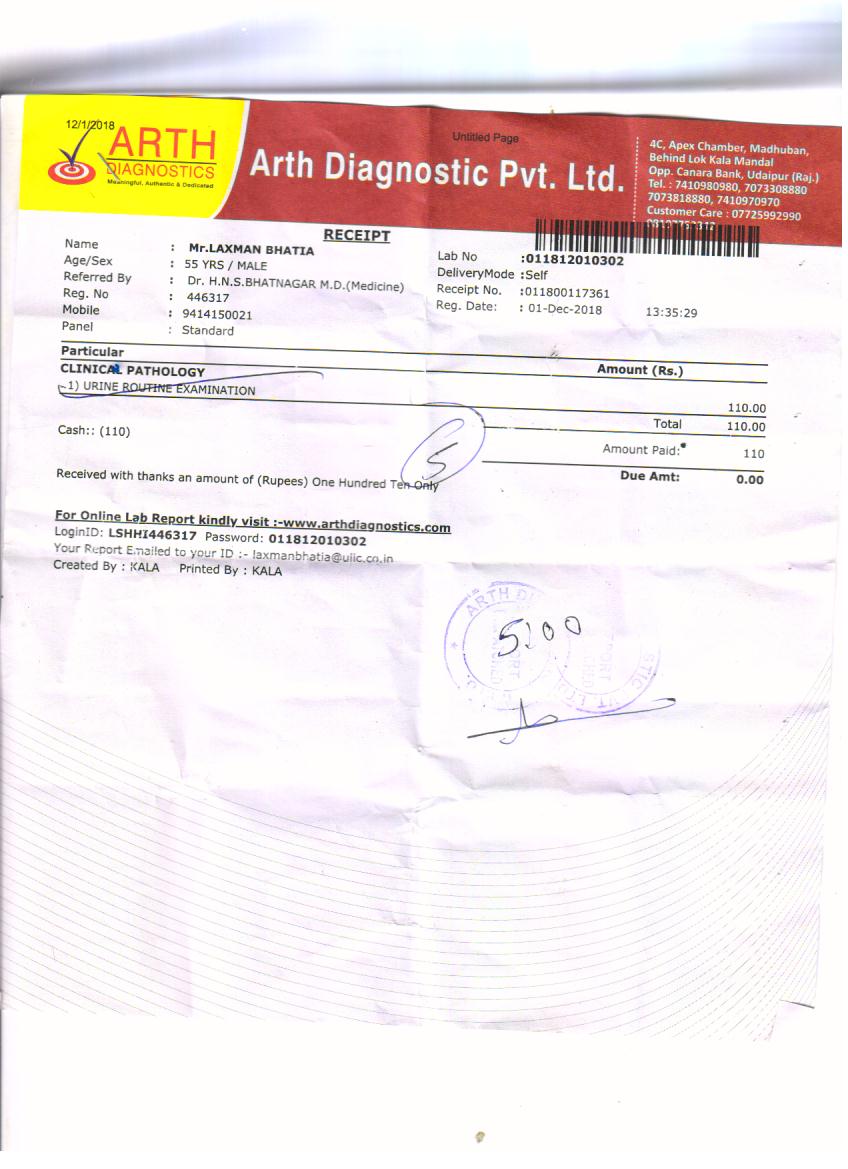 12/1/2018
Untitled Page
ARTH
DIAGNOSTICS
Meaningful, Authentic & Dedicated
Arth Diagnostic Pvt. Ltd.
4C, Apex Chamber, Madhuban,
Behind Lok Kala Mandal
Opp. Canara Bank, Udaipur (Raj.)
Tel. : 7410980980, 7073308880
7073818880, 7410970970
Customer Care : 07725992990
RECEIPT
Name : Mr.LAXMAN BHATIA
Age/Sex : 55 YRS / MALE
Referred By : Dr. H.N.S.BHATNAGAR M.D.(Medicine)
Reg. No : 446317
Mobile : 9414150021
Panel : Standard
Lab No :011812010302
DeliveryMode :Self
Receipt No. :011800117361
Reg. Date: : 01-Dec-2018 13:35:29
Particular Amount (Rs.)
CLINICAL PATHOLOGY
1) URINE ROUTINE EXAMINATION 110.00
Total 110.00
Cash:: (110)
Amount Paid: 110
5
Due Amt: 0.00
Received with thanks an amount of (Rupees) One Hundred Ten Only
For Online Lab Report kindly visit :-www.arthdiagnostics.com
LoginID: LSHHI446317 Password: 011812010302
Your Report Emailed to your ID :- laxmanbhatia@uiic.co.in
Created By : KALA Printed By : KALA
ARTH
5100